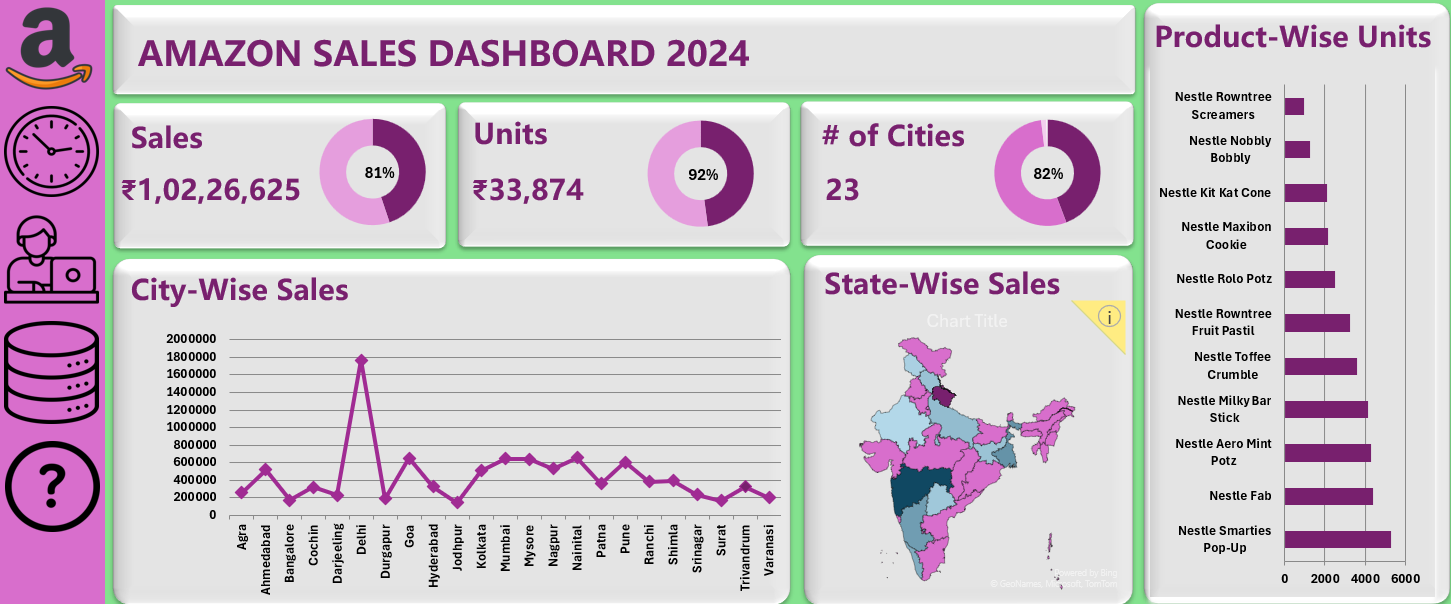 a
AMAZON SALES DASHBOARD 2024
Sales
₹1,02,26,625
81%
Units
₹33,874
92%
# of Cities
23
82%
City-Wise Sales
2000000
1800000
1600000
1400000
1200000
1000000
800000
600000
400000
200000
0
Agra
Ahmedabad
Bangalore
Cochin
Darjeeling
Delhi
Durgapur
Goa
Hyderabad
Jodhpur
Kolkata
Mumbai
Mysore
Nagpur
Nainital
Patna
Pune
Ranchi
Shimla
Srinagar
Surat
Trivandrum
Varanasi
State-Wise Sales
Chart Title
i
Powered by Bing
© GeoNames, Microsoft, TomTom
Product-Wise Units
Nestle Rowntree
Screamers
Nestle Nobbly
Bobbly
Nestle Kit Kat Cone
Nestle Maxibon
Cookie
Nestle Rolo Potz
Nestle Rowntree
Fruit Pastil
Nestle Toffee
Crumble
Nestle Milky Bar
Stick
Nestle Aero Mint
Potz
Nestle Fab
Nestle Smarties
Pop-Up
0 2000 4000 6000
?